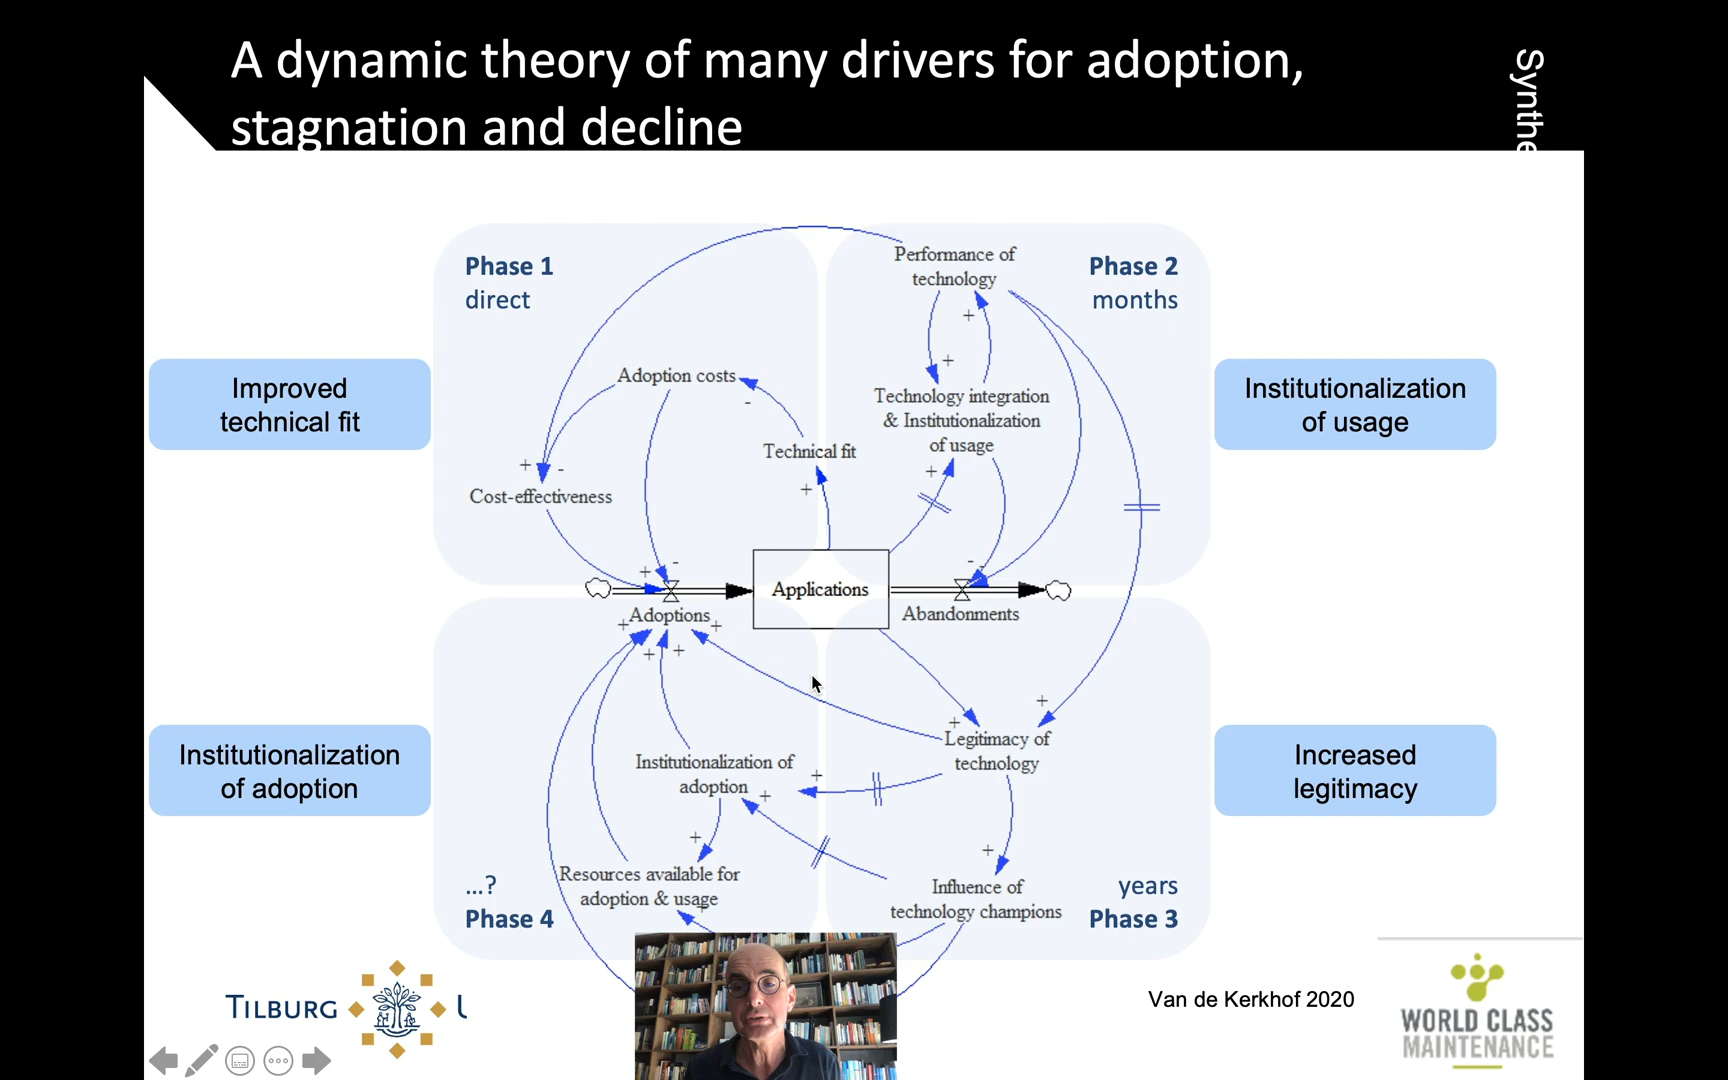 A dynamic theory of many drivers for adoption,
stagnation and decline
Synthe
Phase 1
direct
Performance of
technology
Phase 2
months
+
+
Adoption costs
-
Technology integration
& Institutionalization
of usage
Improved
technical fit
Institutionalization
of usage
Technical fit
+ -
+
+
Cost-effectiveness
+ -
- -
Applications
Adoptions
Abandonments
+ +
+ +
+
+
Legitimacy of
technology
Institutionalization of
adoption
+
+
Institutionalization
of adoption
Increased
legitimacy
+
+
Resources available for
adoption & usage
Influence of
technology champions
...?
Phase 4
years
Phase 3
TILBURG U
Van de Kerkhof 2020
WORLD CLASS
MAINTENANCE